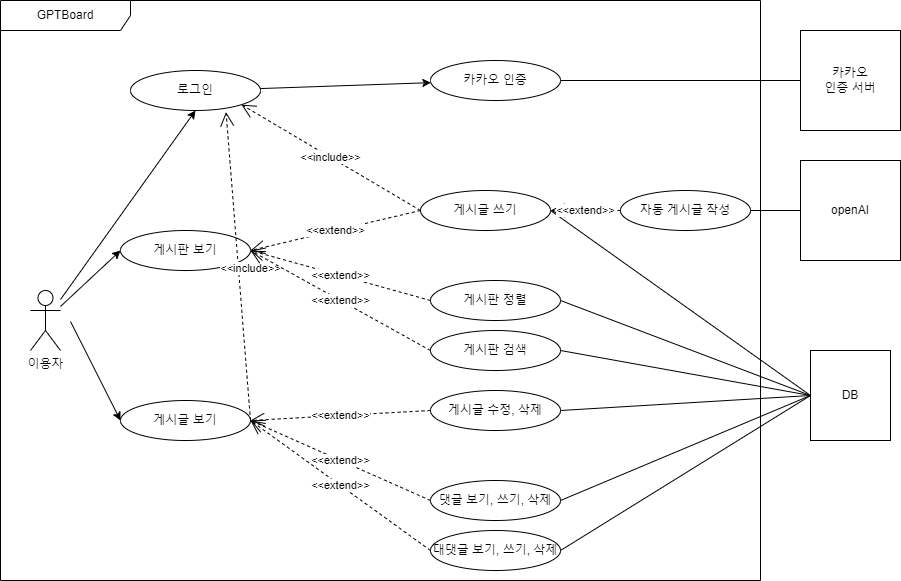 GPTBoard
로그인
카카오 인증
카카오
인증 서버
<<include>>
게시글 쓰기
<<extend>>
자동 게시글 작성
openAI
<<extend>>
게시판 보기
<<include>>
<<extend>>
게시판 정렬
<<extend>>
게시판 검색
이용자
DB
게시글 보기
<<extend>>
게시글 수정, 삭제
<<extend>>
<<extend>>
댓글 보기, 쓰기, 삭제
대댓글 보기, 쓰기, 삭제